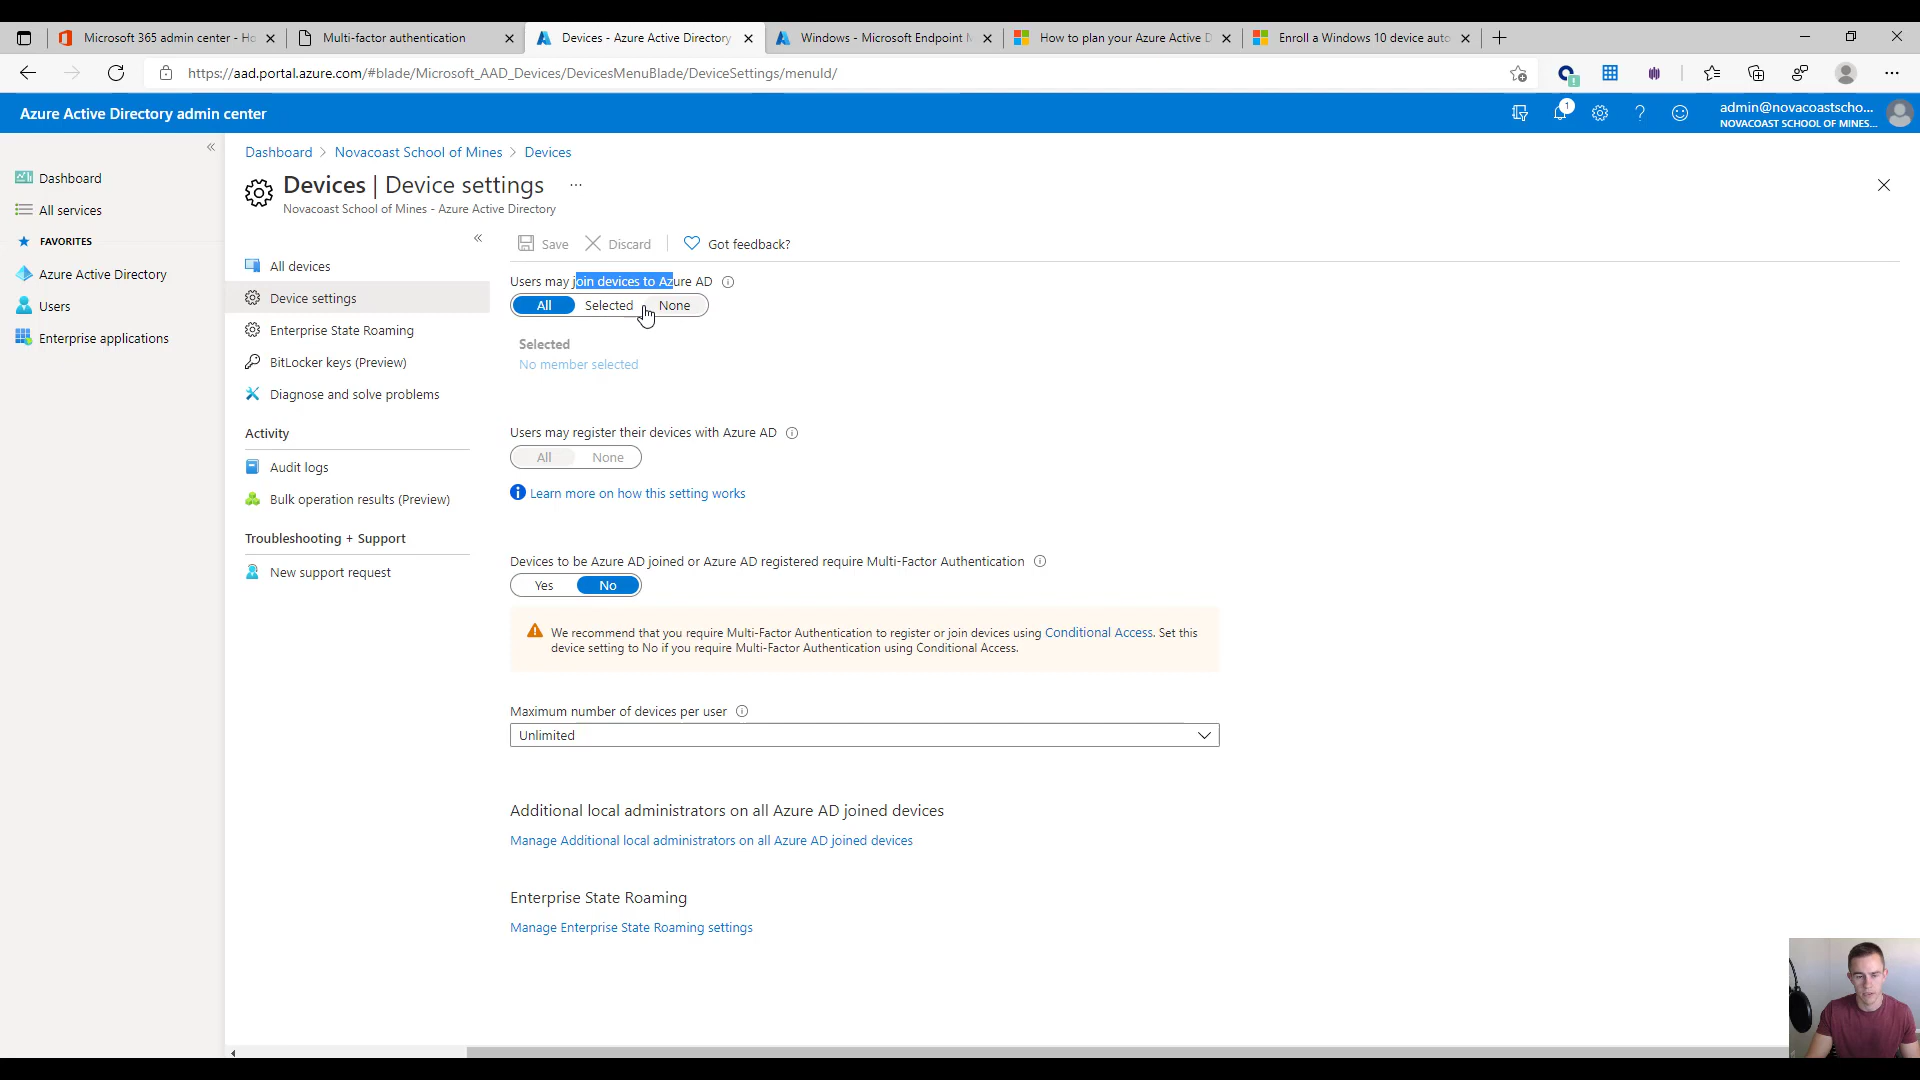 Microsoft 365 admin center - Ho
Multi-factor authentication
Devices - Azure Active Directory
Windows - Microsoft Endpoint M
How to plan your Azure Active D
Enroll a Windows 10 device auto
https://aad.portal.azure.com/#blade/Microsoft_AAD_Devices/DevicesMenuBlade/DeviceSettings/menuId/
Azure Active Directory admin center
1
admin@novacoastscho...
NOVACOAST SCHOOL OF MINES...
Dashboard
All services
FAVORITES
Azure Active Directory
Users
Enterprise applications
Dashboard > Novacoast School of Mines > Devices
Devices | Device settings ...
Novacoast School of Mines - Azure Active Directory
All devices
Device settings
Enterprise State Roaming
BitLocker keys (Preview)
Diagnose and solve problems
Activity
Audit logs
Bulk operation results (Preview)
Troubleshooting + Support
New support request
Save
Discard
Got feedback?
Users may join devices to Azure AD
All Selected None
Selected
No member selected
Users may register their devices with Azure AD
All None
Learn more on how this setting works
Devices to be Azure AD joined or Azure AD registered require Multi-Factor Authentication
Yes No
We recommend that you require Multi-Factor Authentication to register or join devices using Conditional Access. Set this
device setting to No if you require Multi-Factor Authentication using Conditional Access.
Maximum number of devices per user
Unlimited
Additional local administrators on all Azure AD joined devices
Manage Additional local administrators on all Azure AD joined devices
Enterprise State Roaming
Manage Enterprise State Roaming settings